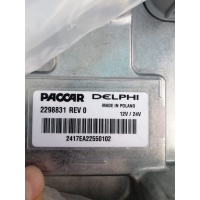 PACCAR DELPHI
MADE IN POLAND
2298831 REV 0
12V / 24V
2417EA22550102